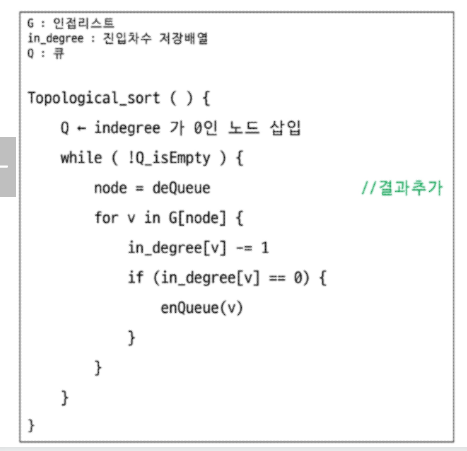 G : 인접리스트
in_degree : 진입차수 저장배열
Q : 큐
Topological_sort ( ) {
Q ← indegree 가 0인 노드 삽입
while ( !Q_isEmpty ) {
node = deQueue //결과추가
for v in G[node] {
in_degree[v] -= 1
if (in_degree[v] == 0) {
enQueue(v)
}
}
}
}